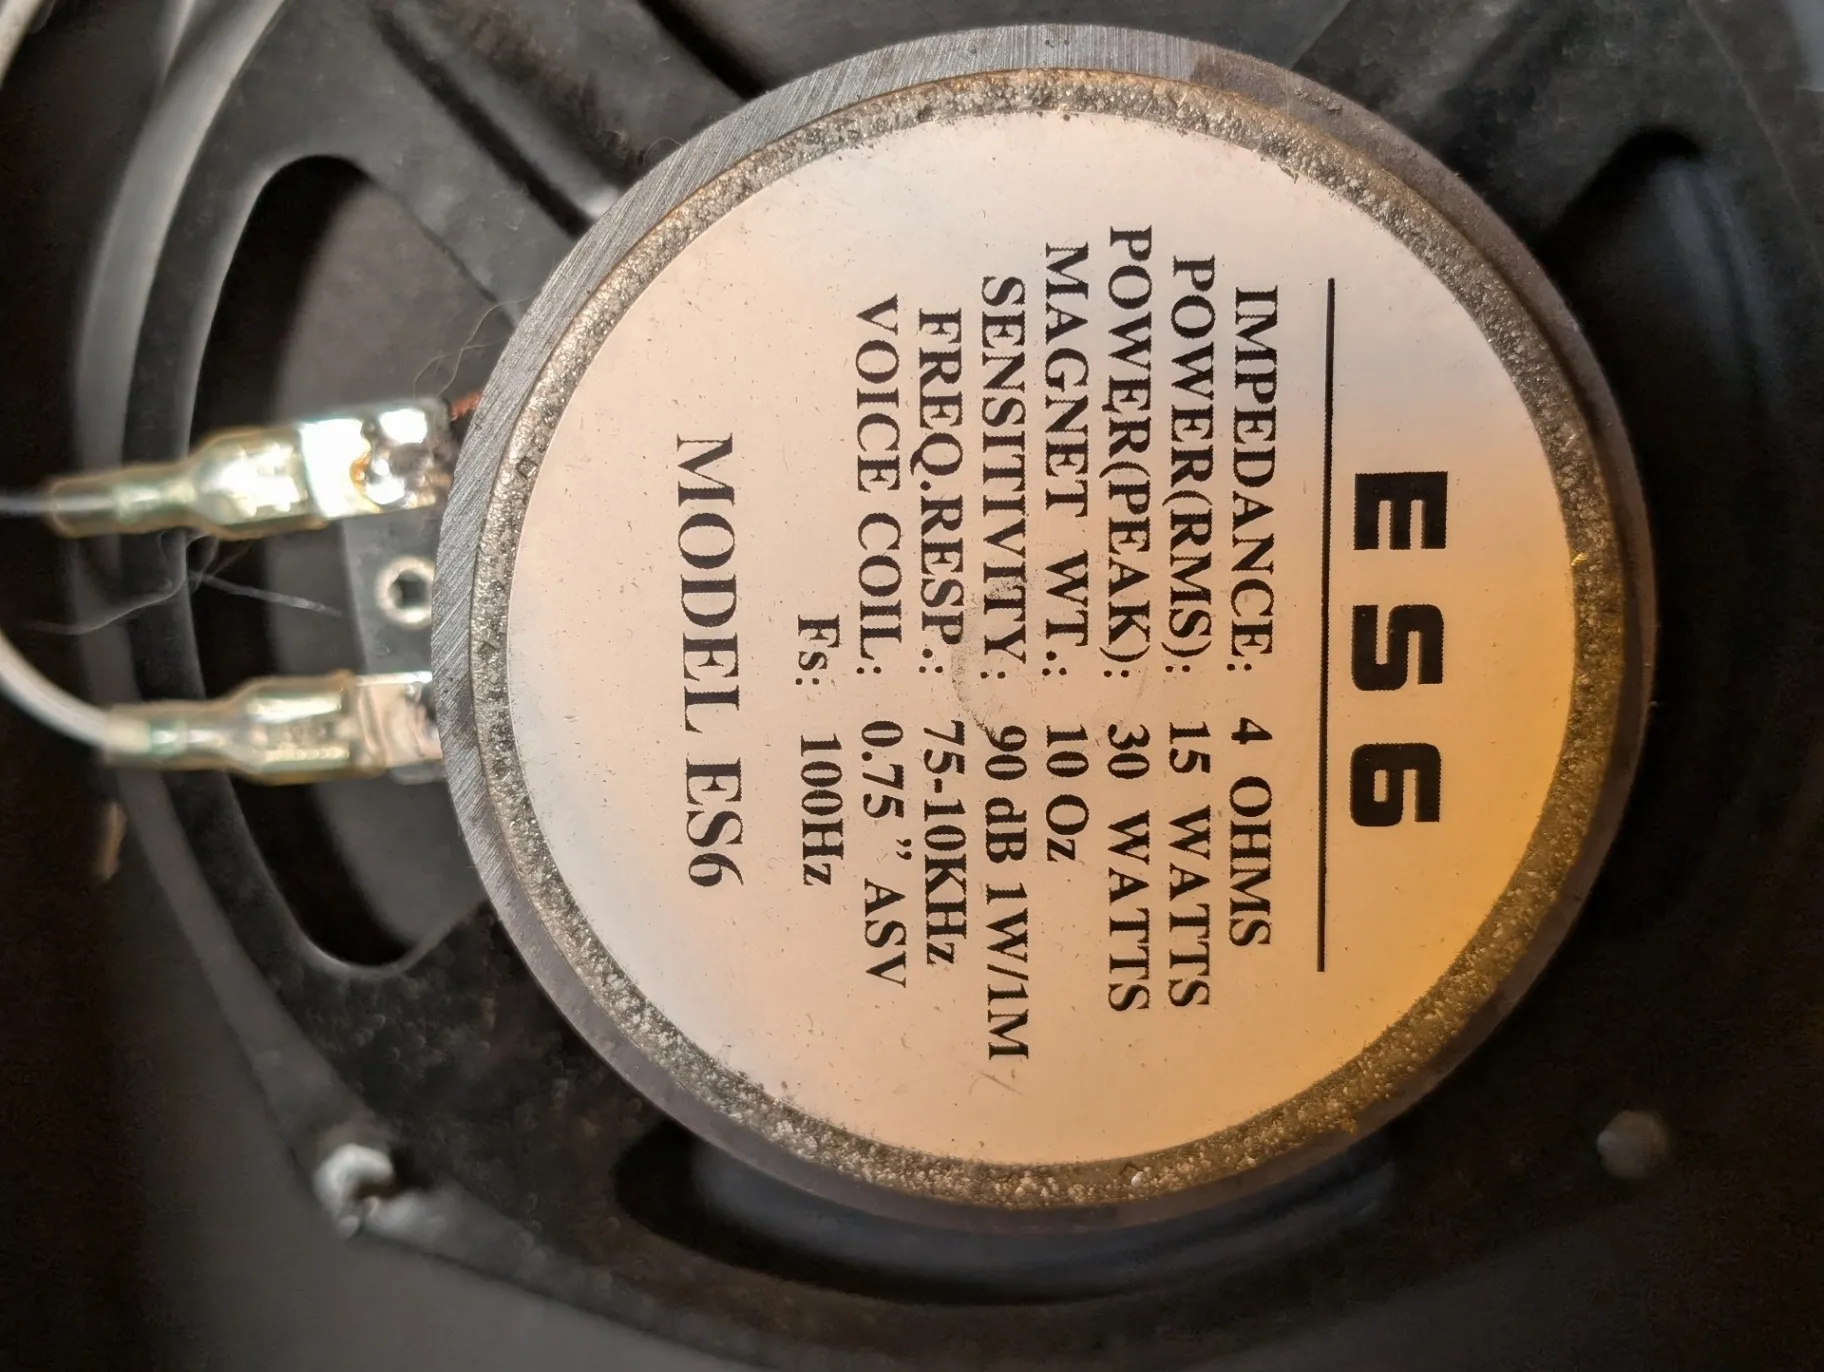 ES6
IMPEDANCE: 4 OHMS
POWER(RMS): 15 WATTS
POWER(PEAK): 30 WATTS
MAGNET WT.: 10 Oz
SENSITIVITY: 90 dB 1W/1M
FREQ.RESP.: 75-10KHz
VOICE COIL: 0.75" ASV
Fs: 100Hz
MODEL ES6